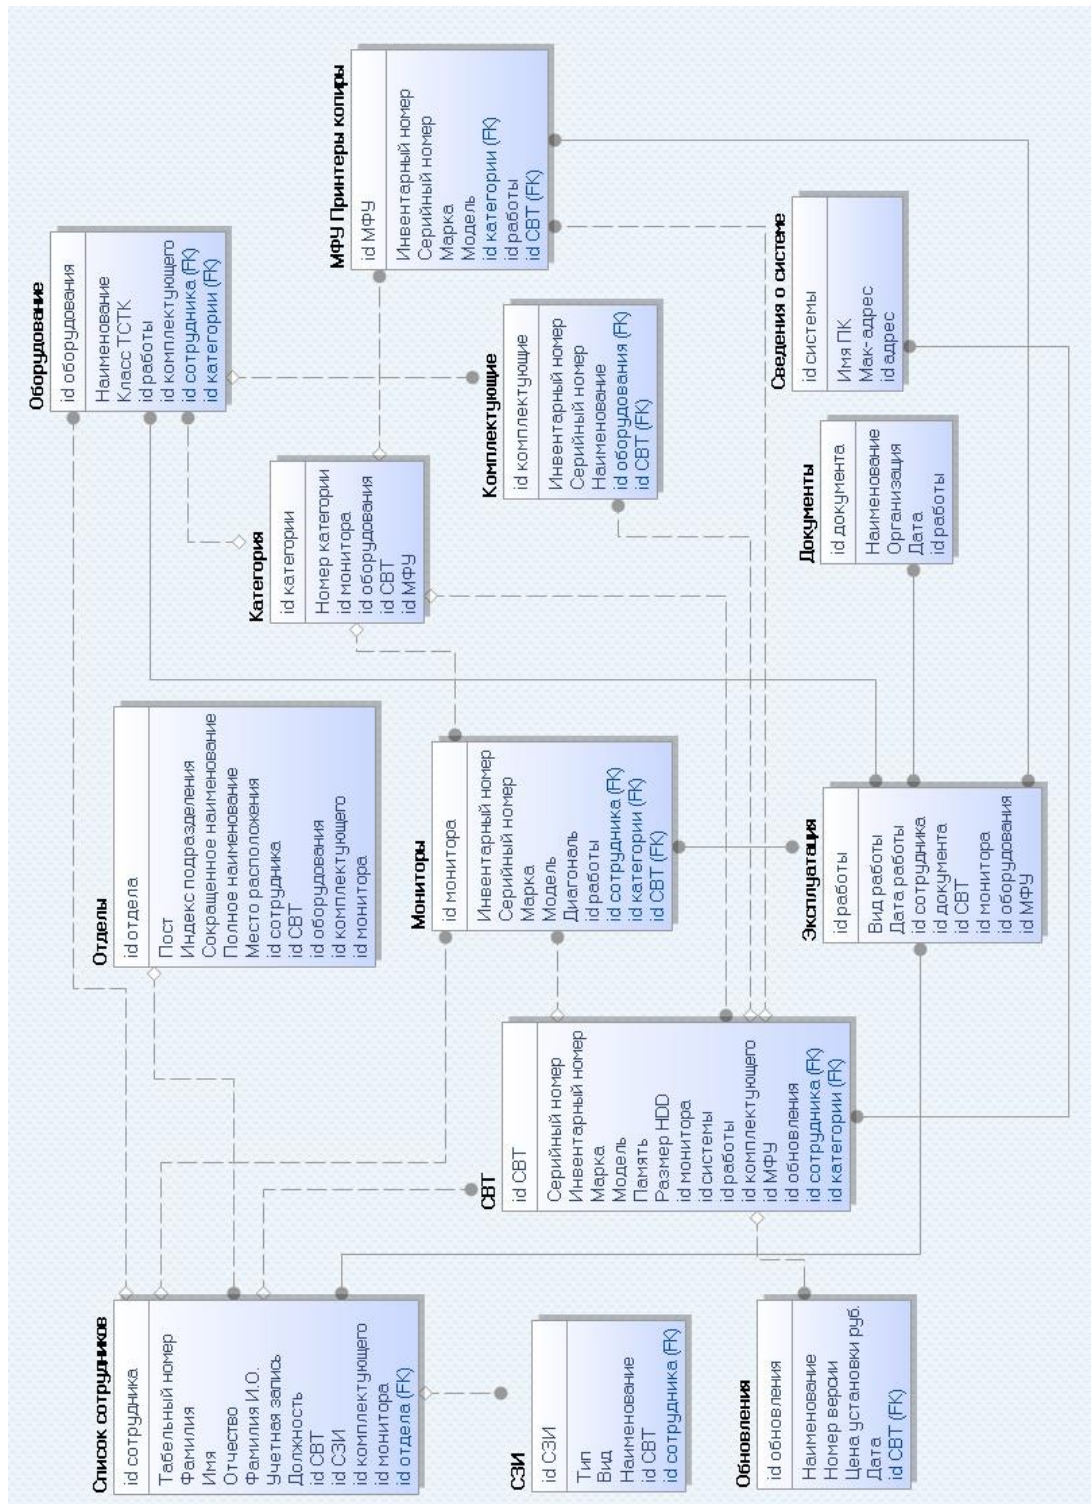 Список сотрудников
id сотрудника
Табельный номер
Фамилия
Имя
Отчество
Фамилия И.О.
Учетная запись
Должность
id СВТ
id СЗИ
id комплектующего
id монитора
id отдела (FK)
Отделы
id отдела
Пост
Индекс подразделения
Сокращенное наименование
Полное наименование
Место расположения
id сотрудника
id СВТ
id оборудования
id комплектующего
id монитора
Оборудование
id оборудования
Наименование
Класс ТСТК
id работы
id комплектующего
id сотрудника (FK)
id категории (FK)
Категория
id категории
Номер категории
id монитора
id оборудования
id СВТ
id МФУ
МФУ Принтеры копиры
id МФУ
Инвентарный номер
Серийный номер
Марка
Модель
id категории (FK)
id работы
id СВТ (FK)
Мониторы
id монитора
Инвентарный номер
Серийный номер
Марка
Модель
Диагональ
id работы
id сотрудника (FK)
id категории (FK)
id СВТ (FK)
СВТ
id СВТ
Серийный номер
Инвентарный номер
Марка
Модель
Память
Размер HDD
id монитора
id системы
id работы
id комплектующего
id МФУ
id обновления
id сотрудника (FK)
id категории (FK)
Комплектующие
id комплектующие
Инвентарный номер
Серийный номер
Наименование
id оборудования (FK)
id СВТ (FK)
СЗИ
id СЗИ
Тип
Вид
Наименование
id СВТ
id сотрудника (FK)
Обновления
id обновления
Наименование
Номер версии
Цена установки руб.
Дата
id СВТ (FK)
Эксплуатация
id работы
Вид работы
Дата работы
id сотрудника
id документа
id СВТ
id монитора
id оборудования
id МФУ
Документы
id документа
Наименование
Организация
Дата
id работы
Сведения о системе
id системы
Имя ПК
Мак- адрес
id адрес